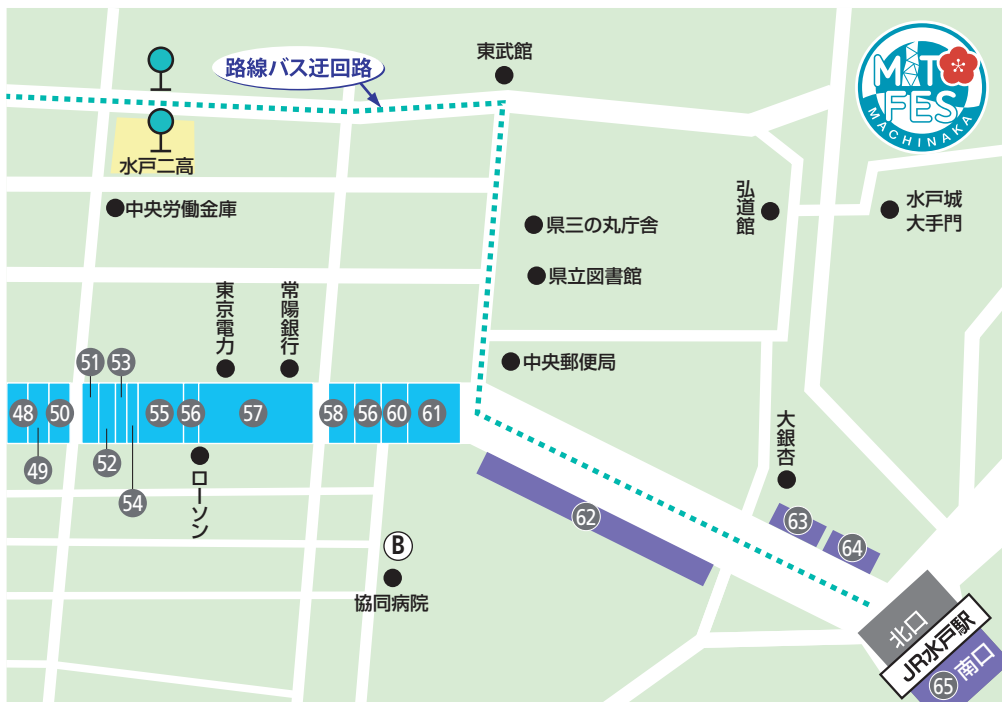 東武館
路線バス迂回路
MITO
FES
MACHINAKA
水戸二高
中央労働金庫
弘道館
水戸城
大手門
県三の丸庁舎
県立図書館
東京電力
常陽銀行
中央郵便局
51
53
48
50
55
56
57
58
56
60
61
49
52
54
ローソン
大銀杏
62
63
64
B
協同病院
北口
JR水戸駅
65
南口